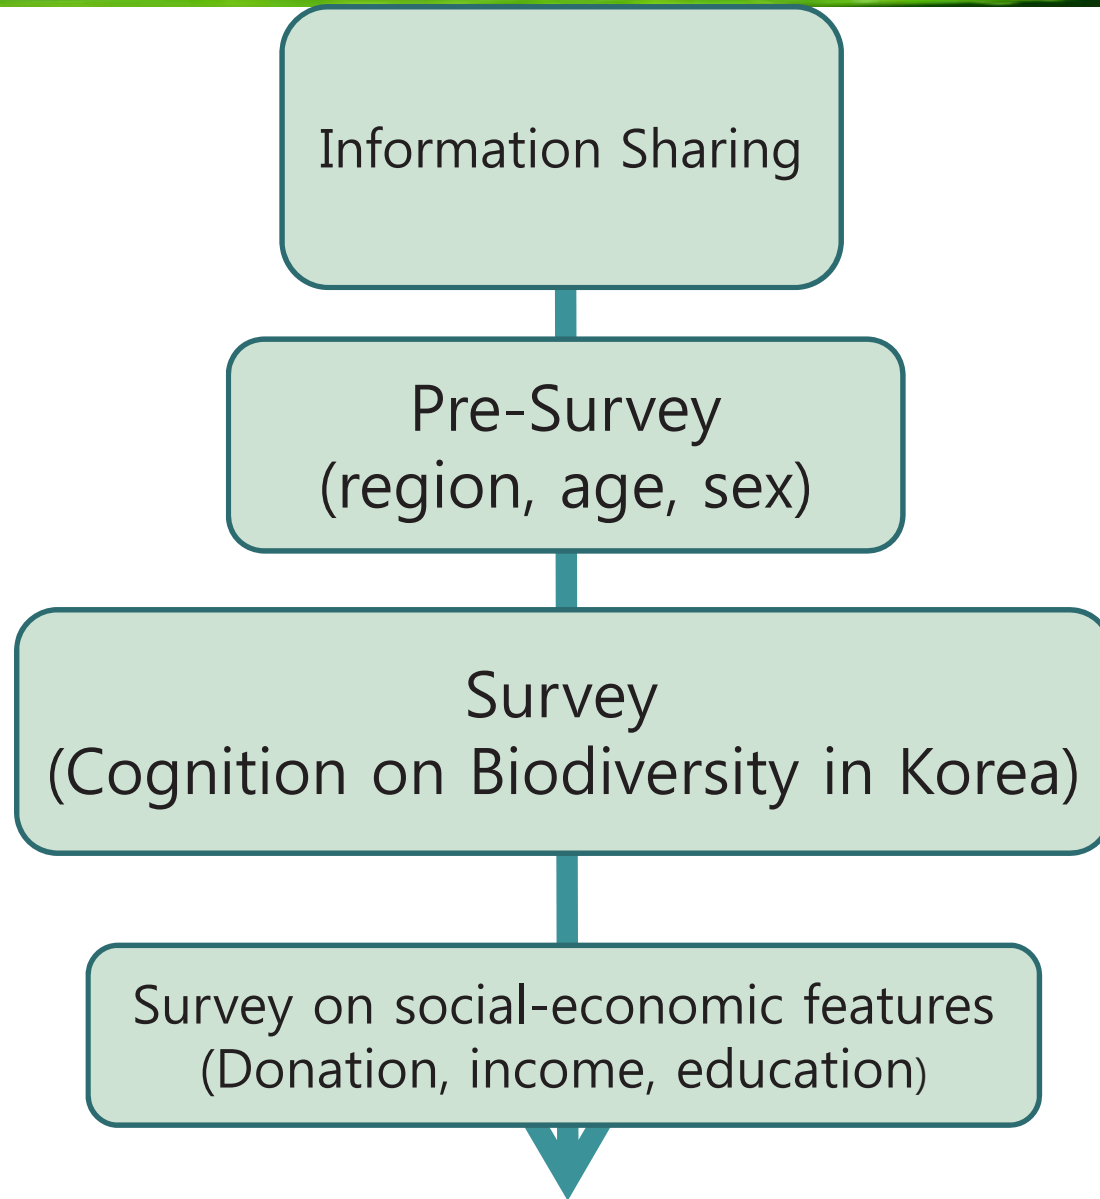 Information Sharing
Pre-Survey
(region, age, sex)
Survey
(Cognition on Biodiversity in Korea)
Survey on social-economic features
(Donation, income, education)